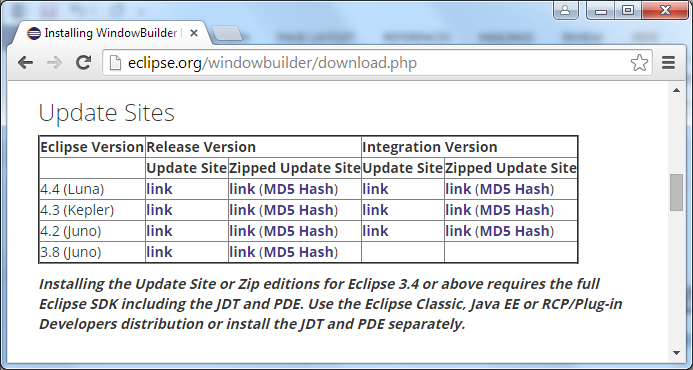 Installing WindowBuilder
eclipse.org/windowbuilder/download.php
Update Sites
Eclipse Version Release Version Integration Version
Update Site Zipped Update Site Update Site Zipped Update Site
4.4 (Luna) link link (MD5 Hash) link link (MD5 Hash)
4.3 (Kepler) link link (MD5 Hash) link link (MD5 Hash)
4.2 (Juno) link link (MD5 Hash) link link (MD5 Hash)
3.8 (Juno) link link (MD5 Hash)
Installing the Update Site or Zip editions for Eclipse 3.4 or above requires the full
Eclipse SDK including the JDT and PDE. Use the Eclipse Classic, Java EE or RCP/Plug-in
Developers distribution or install the JDT and PDE separately.